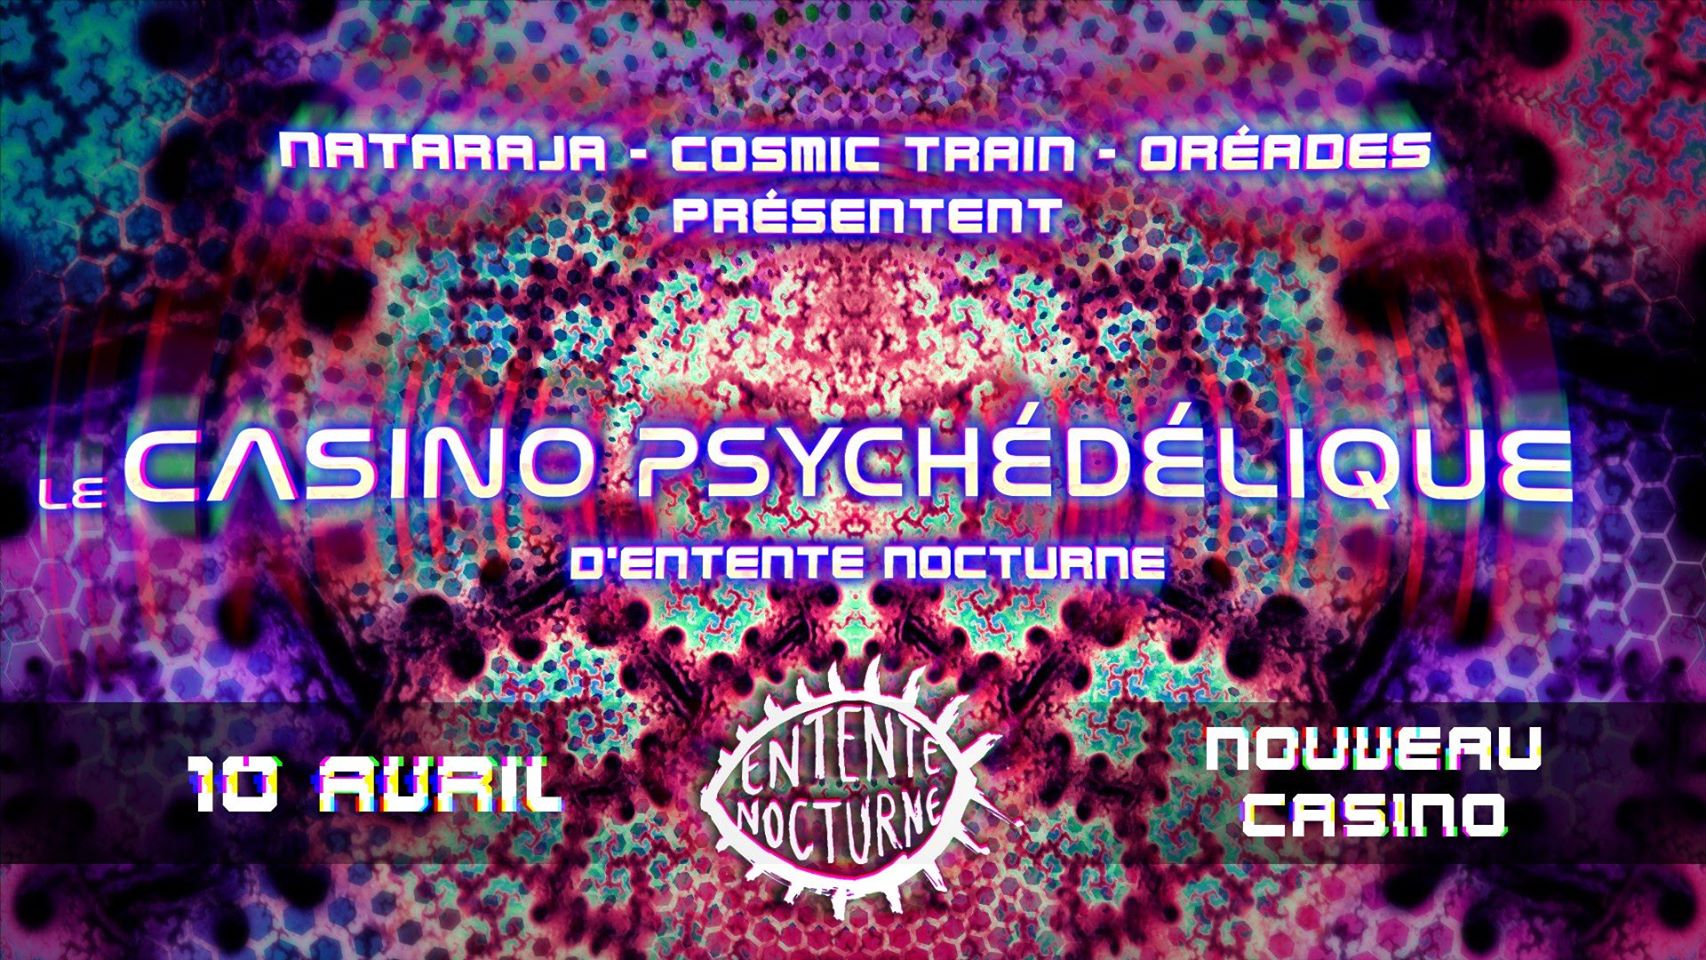 NATARAJA - COSMIC TRAIN - ORÉADES
PRÉSENTENT
LE CASINO PSYCHÉDÉLIQUE
D'ENTENTE NOCTURNE
10 AVRIL
ENTENTE
NOCTURNE
NOUVEAU
CASINO